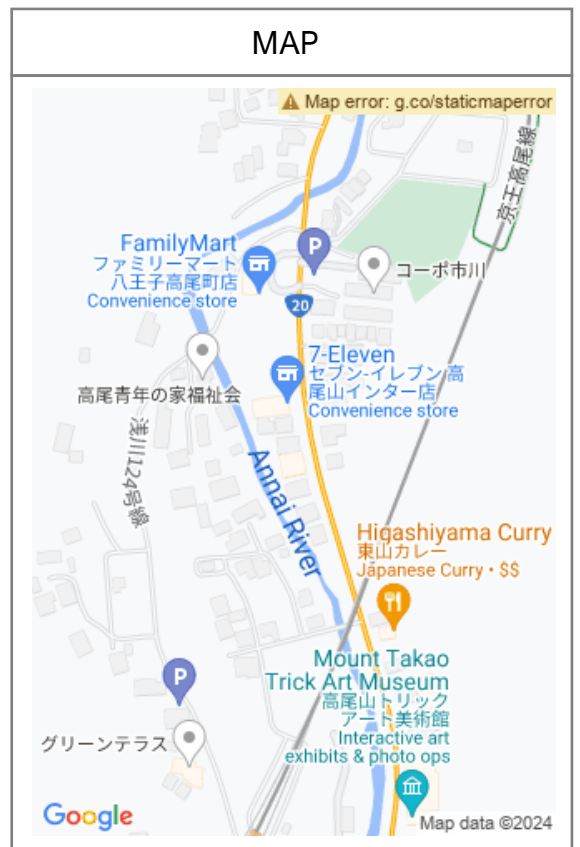 MAP
Map error: g.co/staticmaperror
京王高尾線
FamilyMart
ファミリーマート
八王子高尾町店
Convenience store
P
コーポ市川
20
7-Eleven
セブン-イレブン 高
尾山インター店
Convenience store
高尾青年の家福祉会
浅川124号線
Annai River
Higashiyama Curry
東山カレー
Japanese Curry • $$
Mount Takao
Trick Art Museum
高尾山トリック
アート美術館
Interactive art
exhibits & photo ops
P
グリーンテラス
Google
Map data ©2024